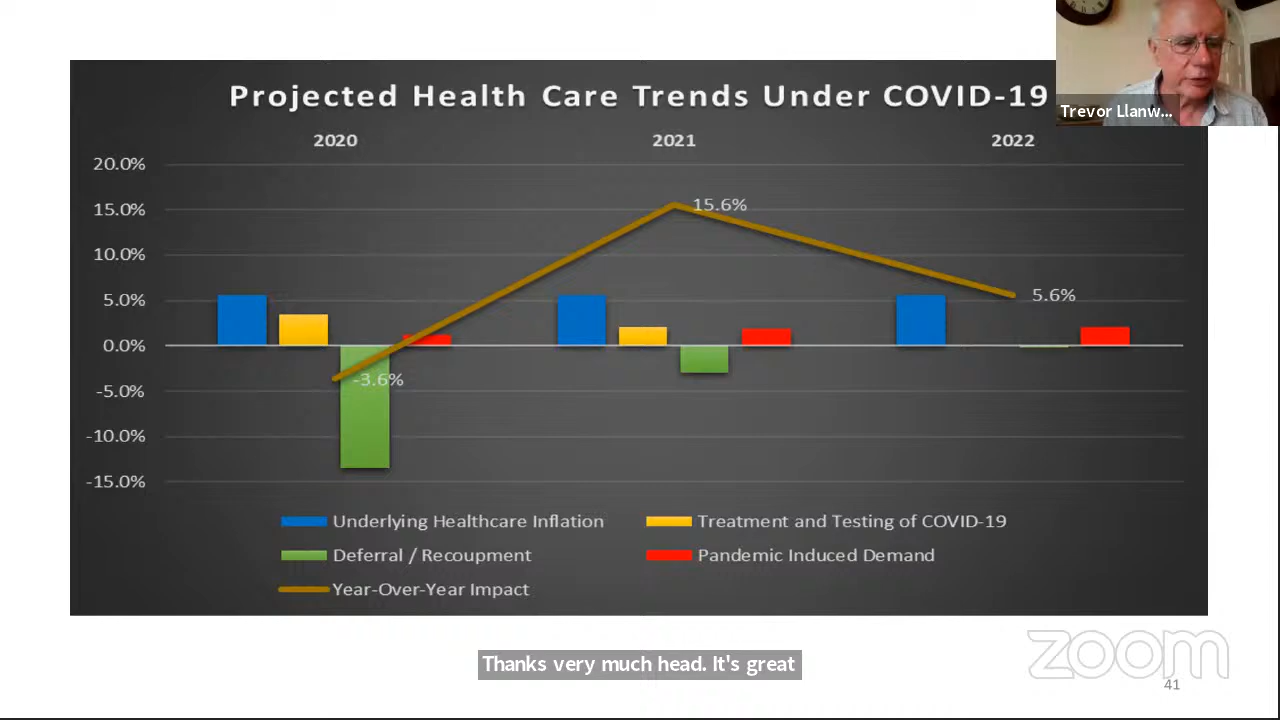 Projected Health Care Trends Under COVID-19
Trevor Llanw...
2020 2021 2022
20.0%
15.0%
10.0%
5.0%
0.0%
-5.0%
-10.0%
-15.0%
15.6%
5.6%
-3.6%
Underlying Healthcare Inflation
Treatment and Testing of COVID-19
Deferral / Recoupment
Pandemic Induced Demand
Year-Over-Year Impact
Thanks very much head. It's great
zoom
41